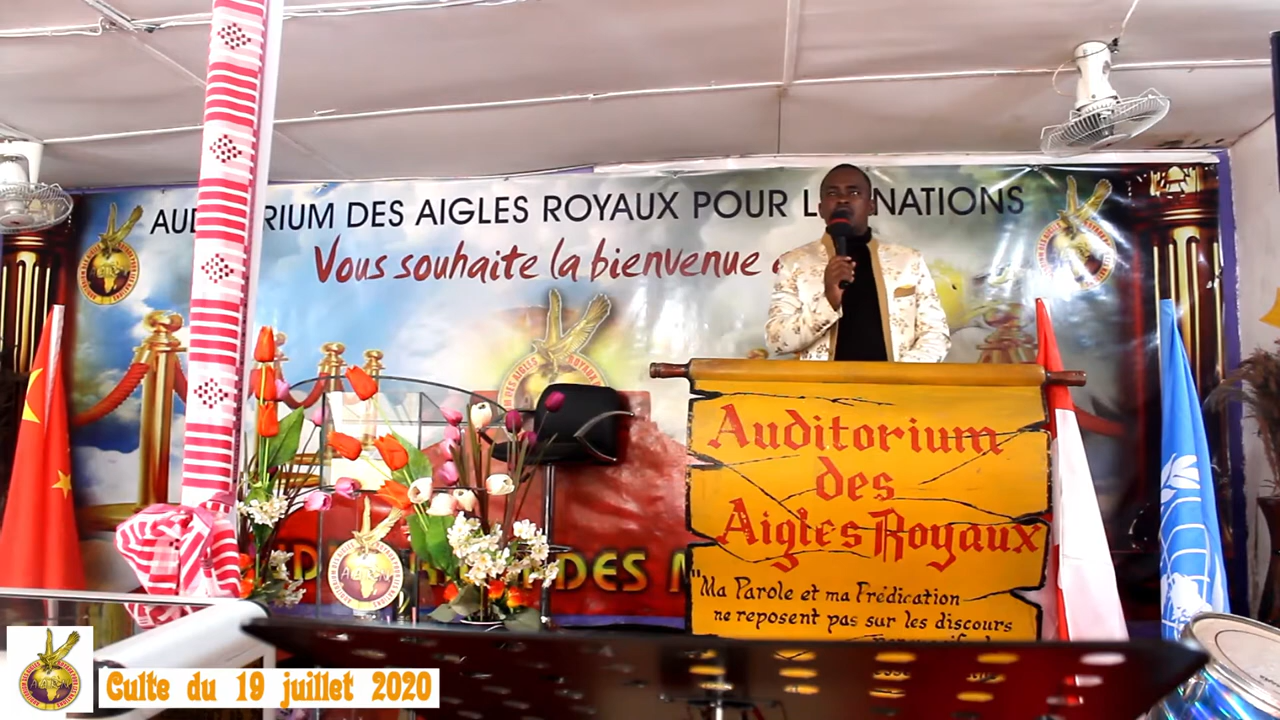 AUDITORIUM DES AIGLES ROYAUX POUR LES NATIONS
Vous souhaite la bienvenue
Auditorium
des
Aigles Royaux
"Ma Parole et ma Prédication
ne reposent pas sur les discours
DES
Culte du 19 juillet 2020